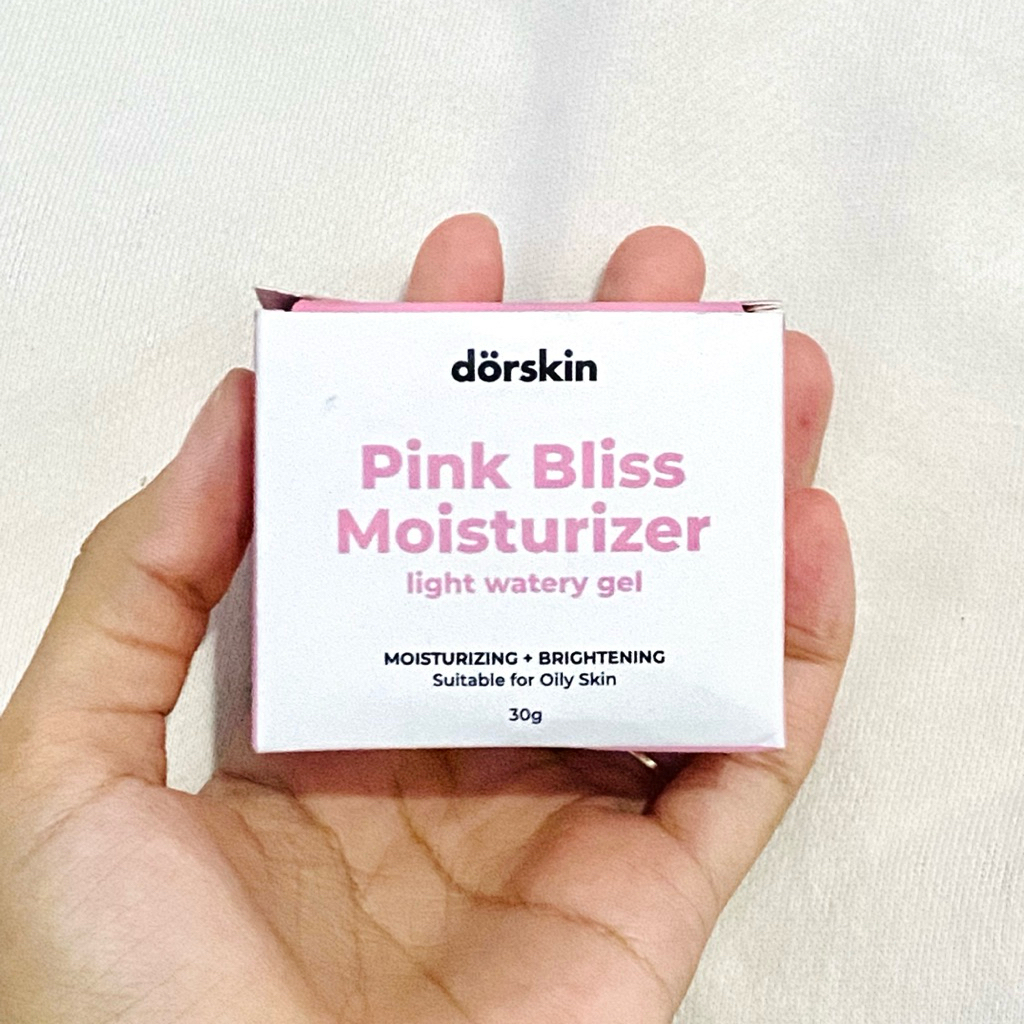 dörskin
Pink Bliss
Moisturizer
light watery gel
MOISTURIZING + BRIGHTENING
Suitable for Oily Skin
30g